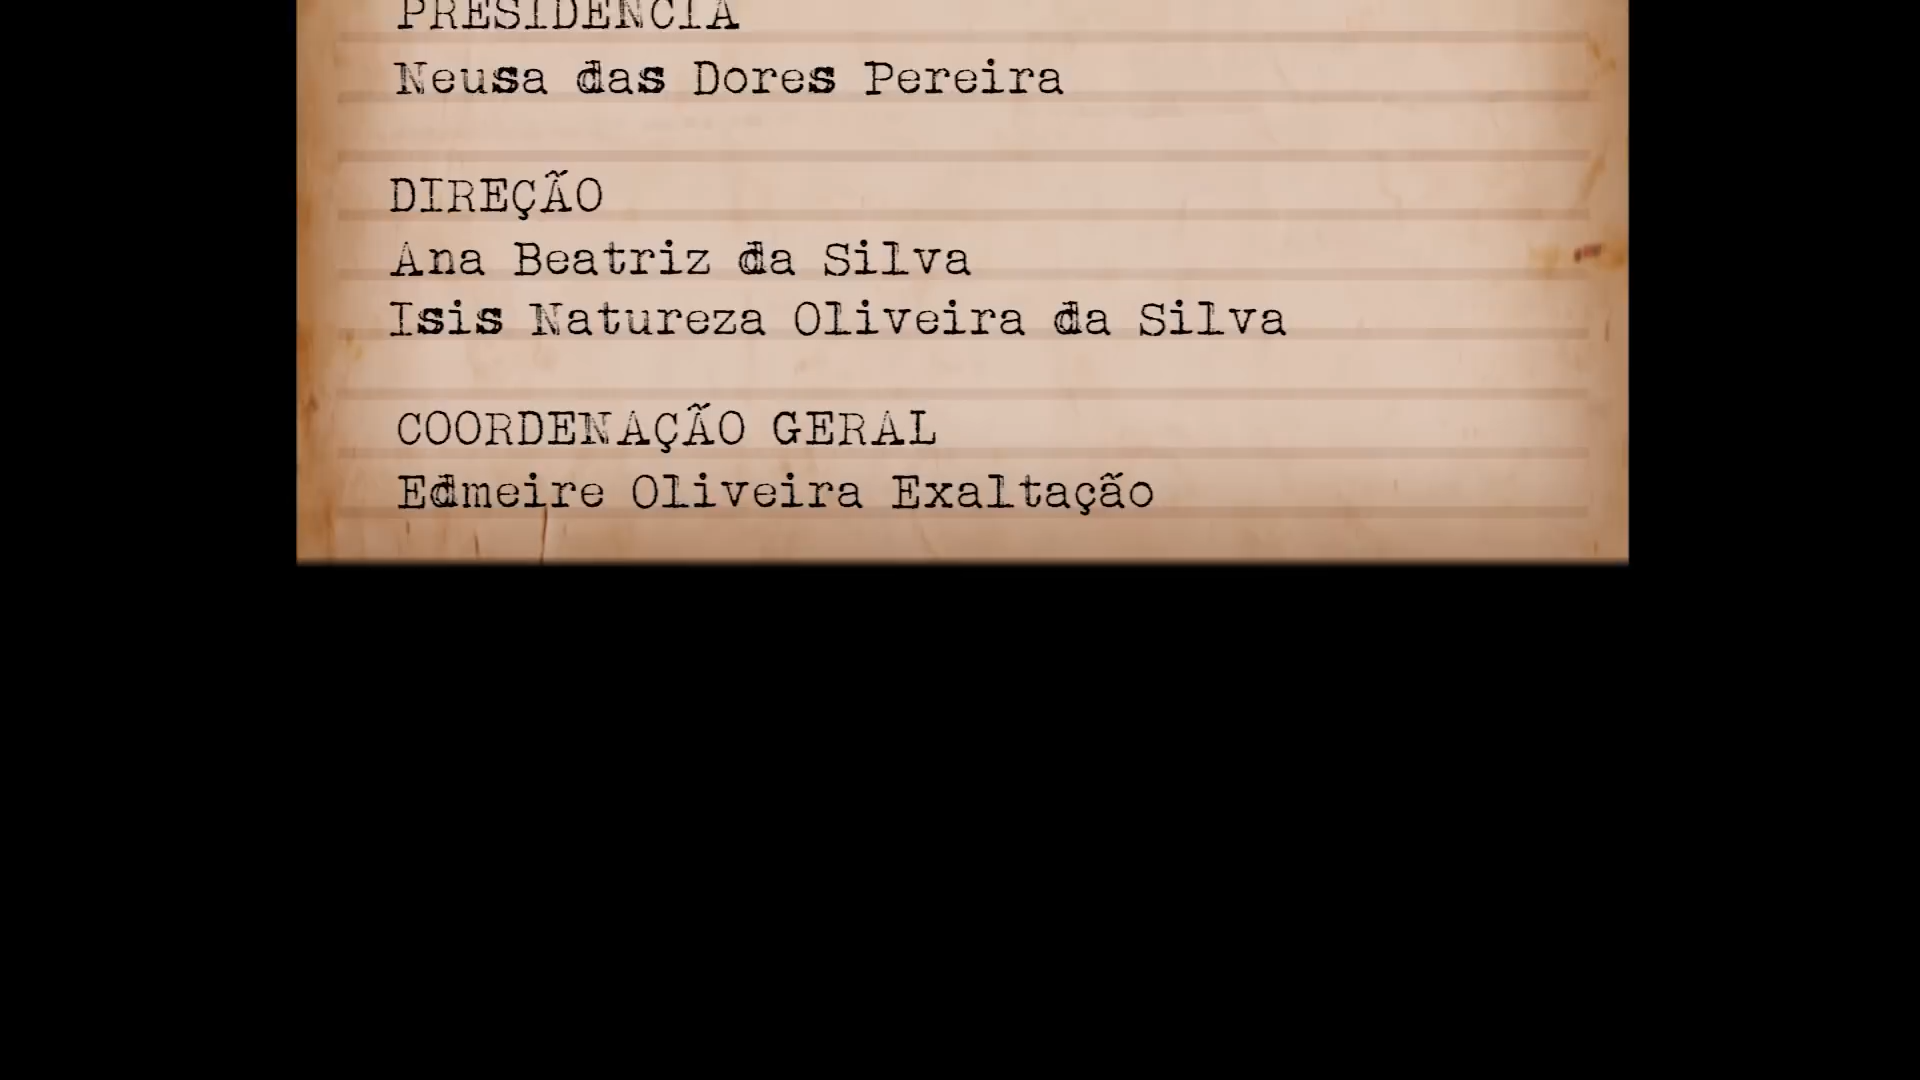 PRESIDÊNCIA
Neusa das Dores Pereira
DIREÇÃO
Ana Beatriz da Silva
Isis Natureza Oliveira da Silva
COORDENAÇÃO GERAL
Edmeire Oliveira Exaltação